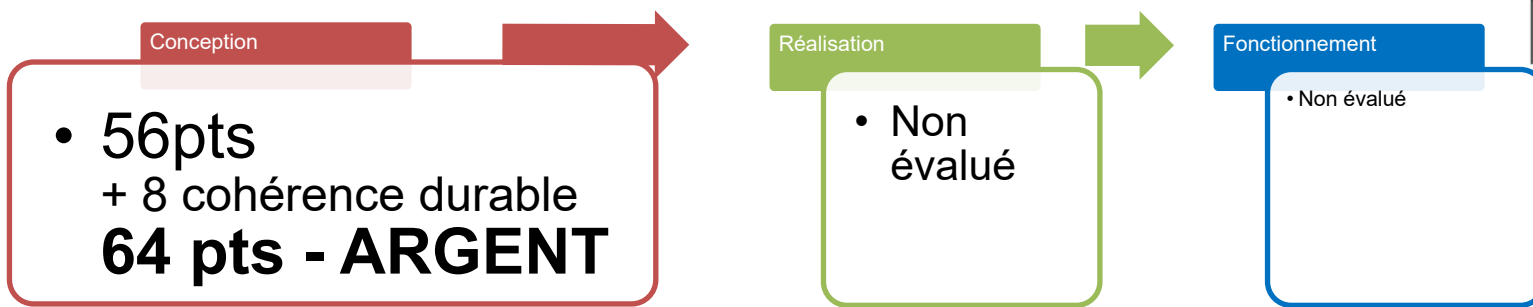 Conception
• 56pts
+ 8 cohérence durable
64 pts - ARGENT
Réalisation
• Non
évalué
Fonctionnement
• Non évalué